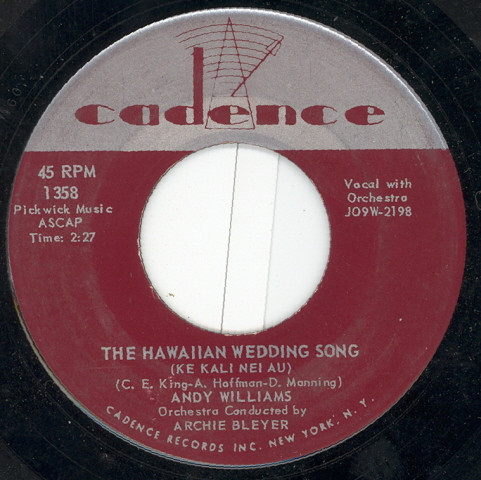 cadence
45 RPM
1358
Pickwick Music
ASCAP
Time: 2:27
Vocal with
Orchestra
JO9W-2198
THE HAWAIIAN WEDDING SONG
(KE KALI NEI AU)
(C. E. King-A. Hoffman-D. Manning)
ANDY WILLIAMS
Orchestra Conducted by
ARCHIE BLEYER
CADENCE RECORDS INC. NEW YORK, N. Y.